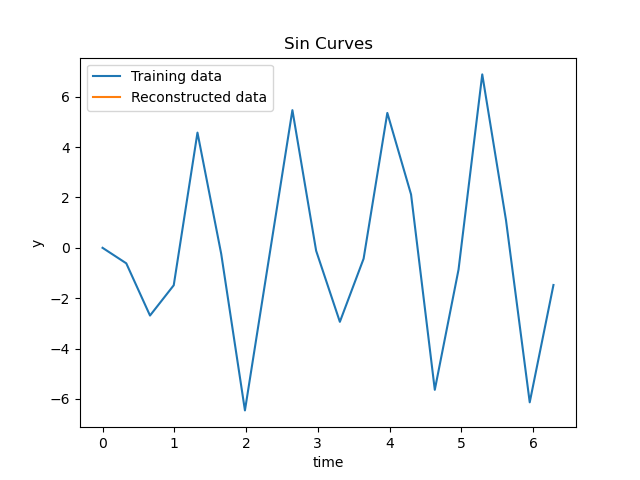 Sin Curves
Training data
Reconstructed data
y
6
4
2
0
−2
−4
−6
0 1 2 3 4 5 6
time